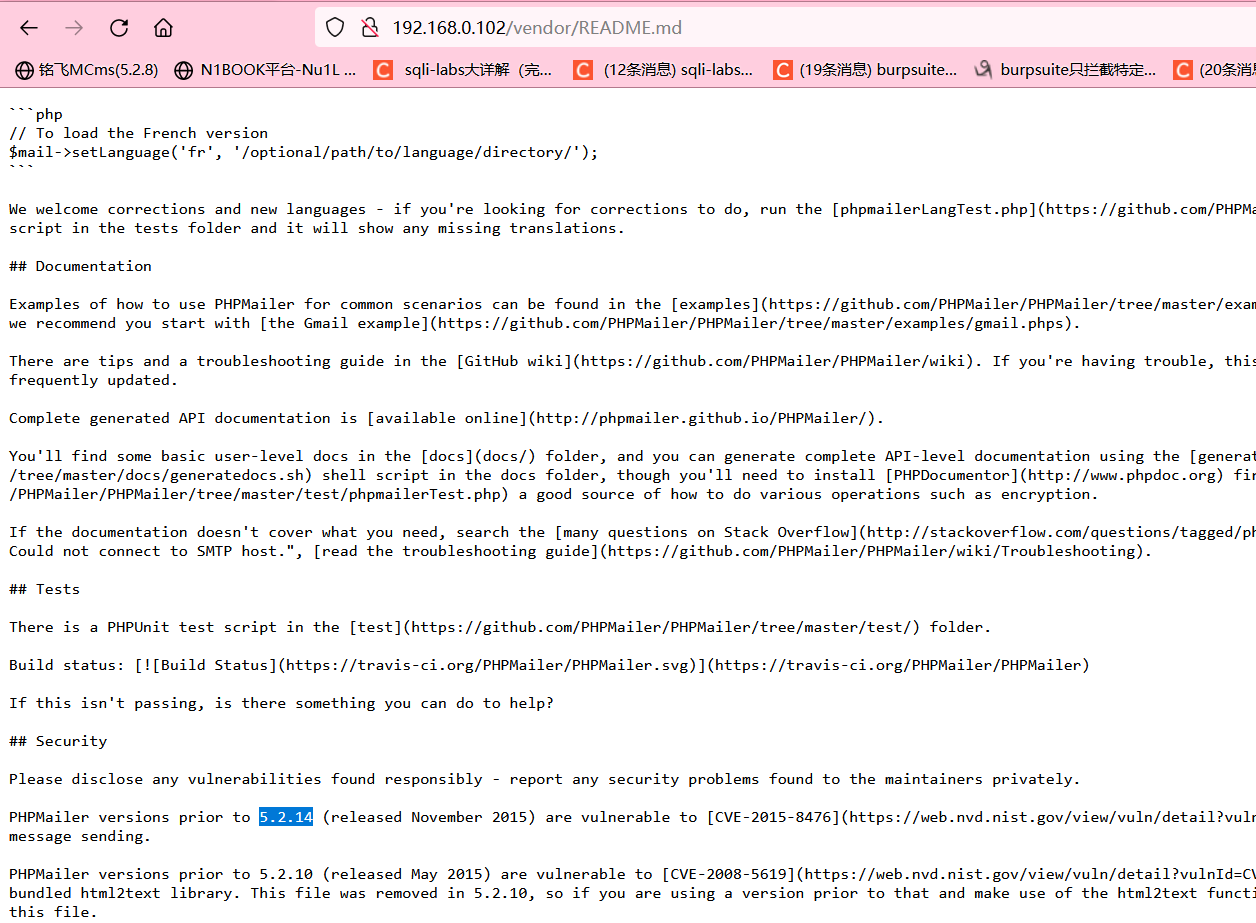 192.168.0.102/vendor/README.md
铭飞MCms(5.2.8) N1BOOK平台-Nu1L ... C sqli-labs大详解（完... C (12条消息) sqli-labs... C (19条消息) burpsuite... burpsuite只拦截特定... C (20条消息
```php
// To load the French version
$mail->setLanguage('fr', '/optional/path/to/language/directory/');
```
We welcome corrections and new languages - if you're looking for corrections to do, run the [phpmailerLangTest.php](https://github.com/PHPMa
script in the tests folder and it will show any missing translations.
## Documentation
Examples of how to use PHPMailer for common scenarios can be found in the [examples](https://github.com/PHPMailer/PHPMailer/tree/master/exam
we recommend you start with [the Gmail example](https://github.com/PHPMailer/PHPMailer/tree/master/examples/gmail.phps).
There are tips and a troubleshooting guide in the [GitHub wiki](https://github.com/PHPMailer/PHPMailer/wiki). If you're having trouble, this
frequently updated.
Complete generated API documentation is [available online](http://phpmailer.github.io/PHPMailer/).
You'll find some basic user-level docs in the [docs](docs/) folder, and you can generate complete API-level documentation using the [generat
/tree/master/docs/generatedocs.sh) shell script in the docs folder, though you'll need to install [PHPDocumentor](http://www.phpdoc.org) fir
/PHPMailer/PHPMailer/tree/master/test/phpmailerTest.php) a good source of how to do various operations such as encryption.
If the documentation doesn't cover what you need, search the [many questions on Stack Overflow](http://stackoverflow.com/questions/tagged/ph
Could not connect to SMTP host.", [read the troubleshooting guide](https://github.com/PHPMailer/PHPMailer/wiki/Troubleshooting).
## Tests
There is a PHPUnit test script in the [test](https://github.com/PHPMailer/PHPMailer/tree/master/test/) folder.
Build status: [![Build Status](https://travis-ci.org/PHPMailer/PHPMailer.svg)](https://travis-ci.org/PHPMailer/PHPMailer)
If this isn't passing, is there something you can do to help?
## Security
Please disclose any vulnerabilities found responsibly - report any security problems found to the maintainers privately.
PHPMailer versions prior to 5.2.14 (released November 2015) are vulnerable to [CVE-2015-8476](https://web.nvd.nist.gov/view/vuln/detail?vuln
message sending.
PHPMailer versions prior to 5.2.10 (released May 2015) are vulnerable to [CVE-2008-5619](https://web.nvd.nist.gov/view/vuln/detail?vulnId=CV
bundled html2text library. This file was removed in 5.2.10, so if you are using a version prior to that and make use of the html2text functi
this file.